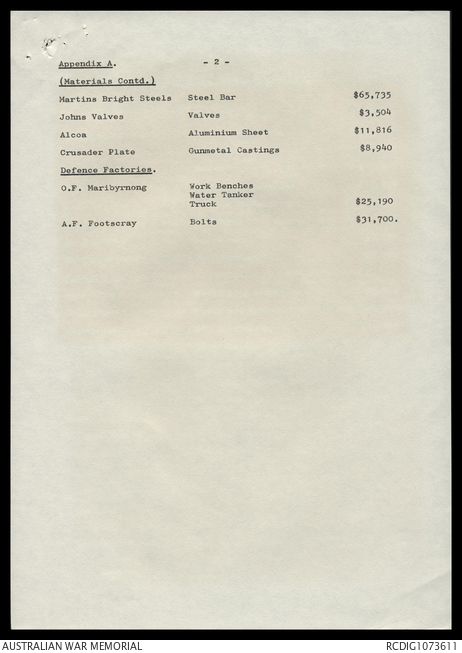 Appendix A. - 2 -
(Materials Contd.)
Martins Bright Steels Steel Bar $65,735
Johns Valves Valves $3,504
Alcoa Aluminium Sheet $11,816
Crusader Plate Gunmetal Castings $8,940
Defence Factories.
O.F. Maribyrnong Work Benches
Water Tanker
Truck $25,190
A.F. Footscray Bolts $31,700.
AUSTRALIAN WAR MEMORIAL RCDIG1073611